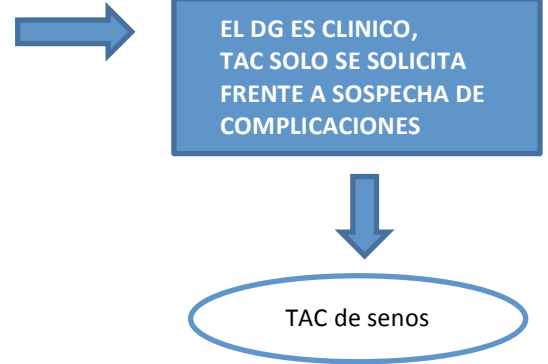 EL DG ES CLINICO,
TAC SOLO SE SOLICITA
FRENTE A SOSPECHA DE
COMPLICACIONES
TAC de senos